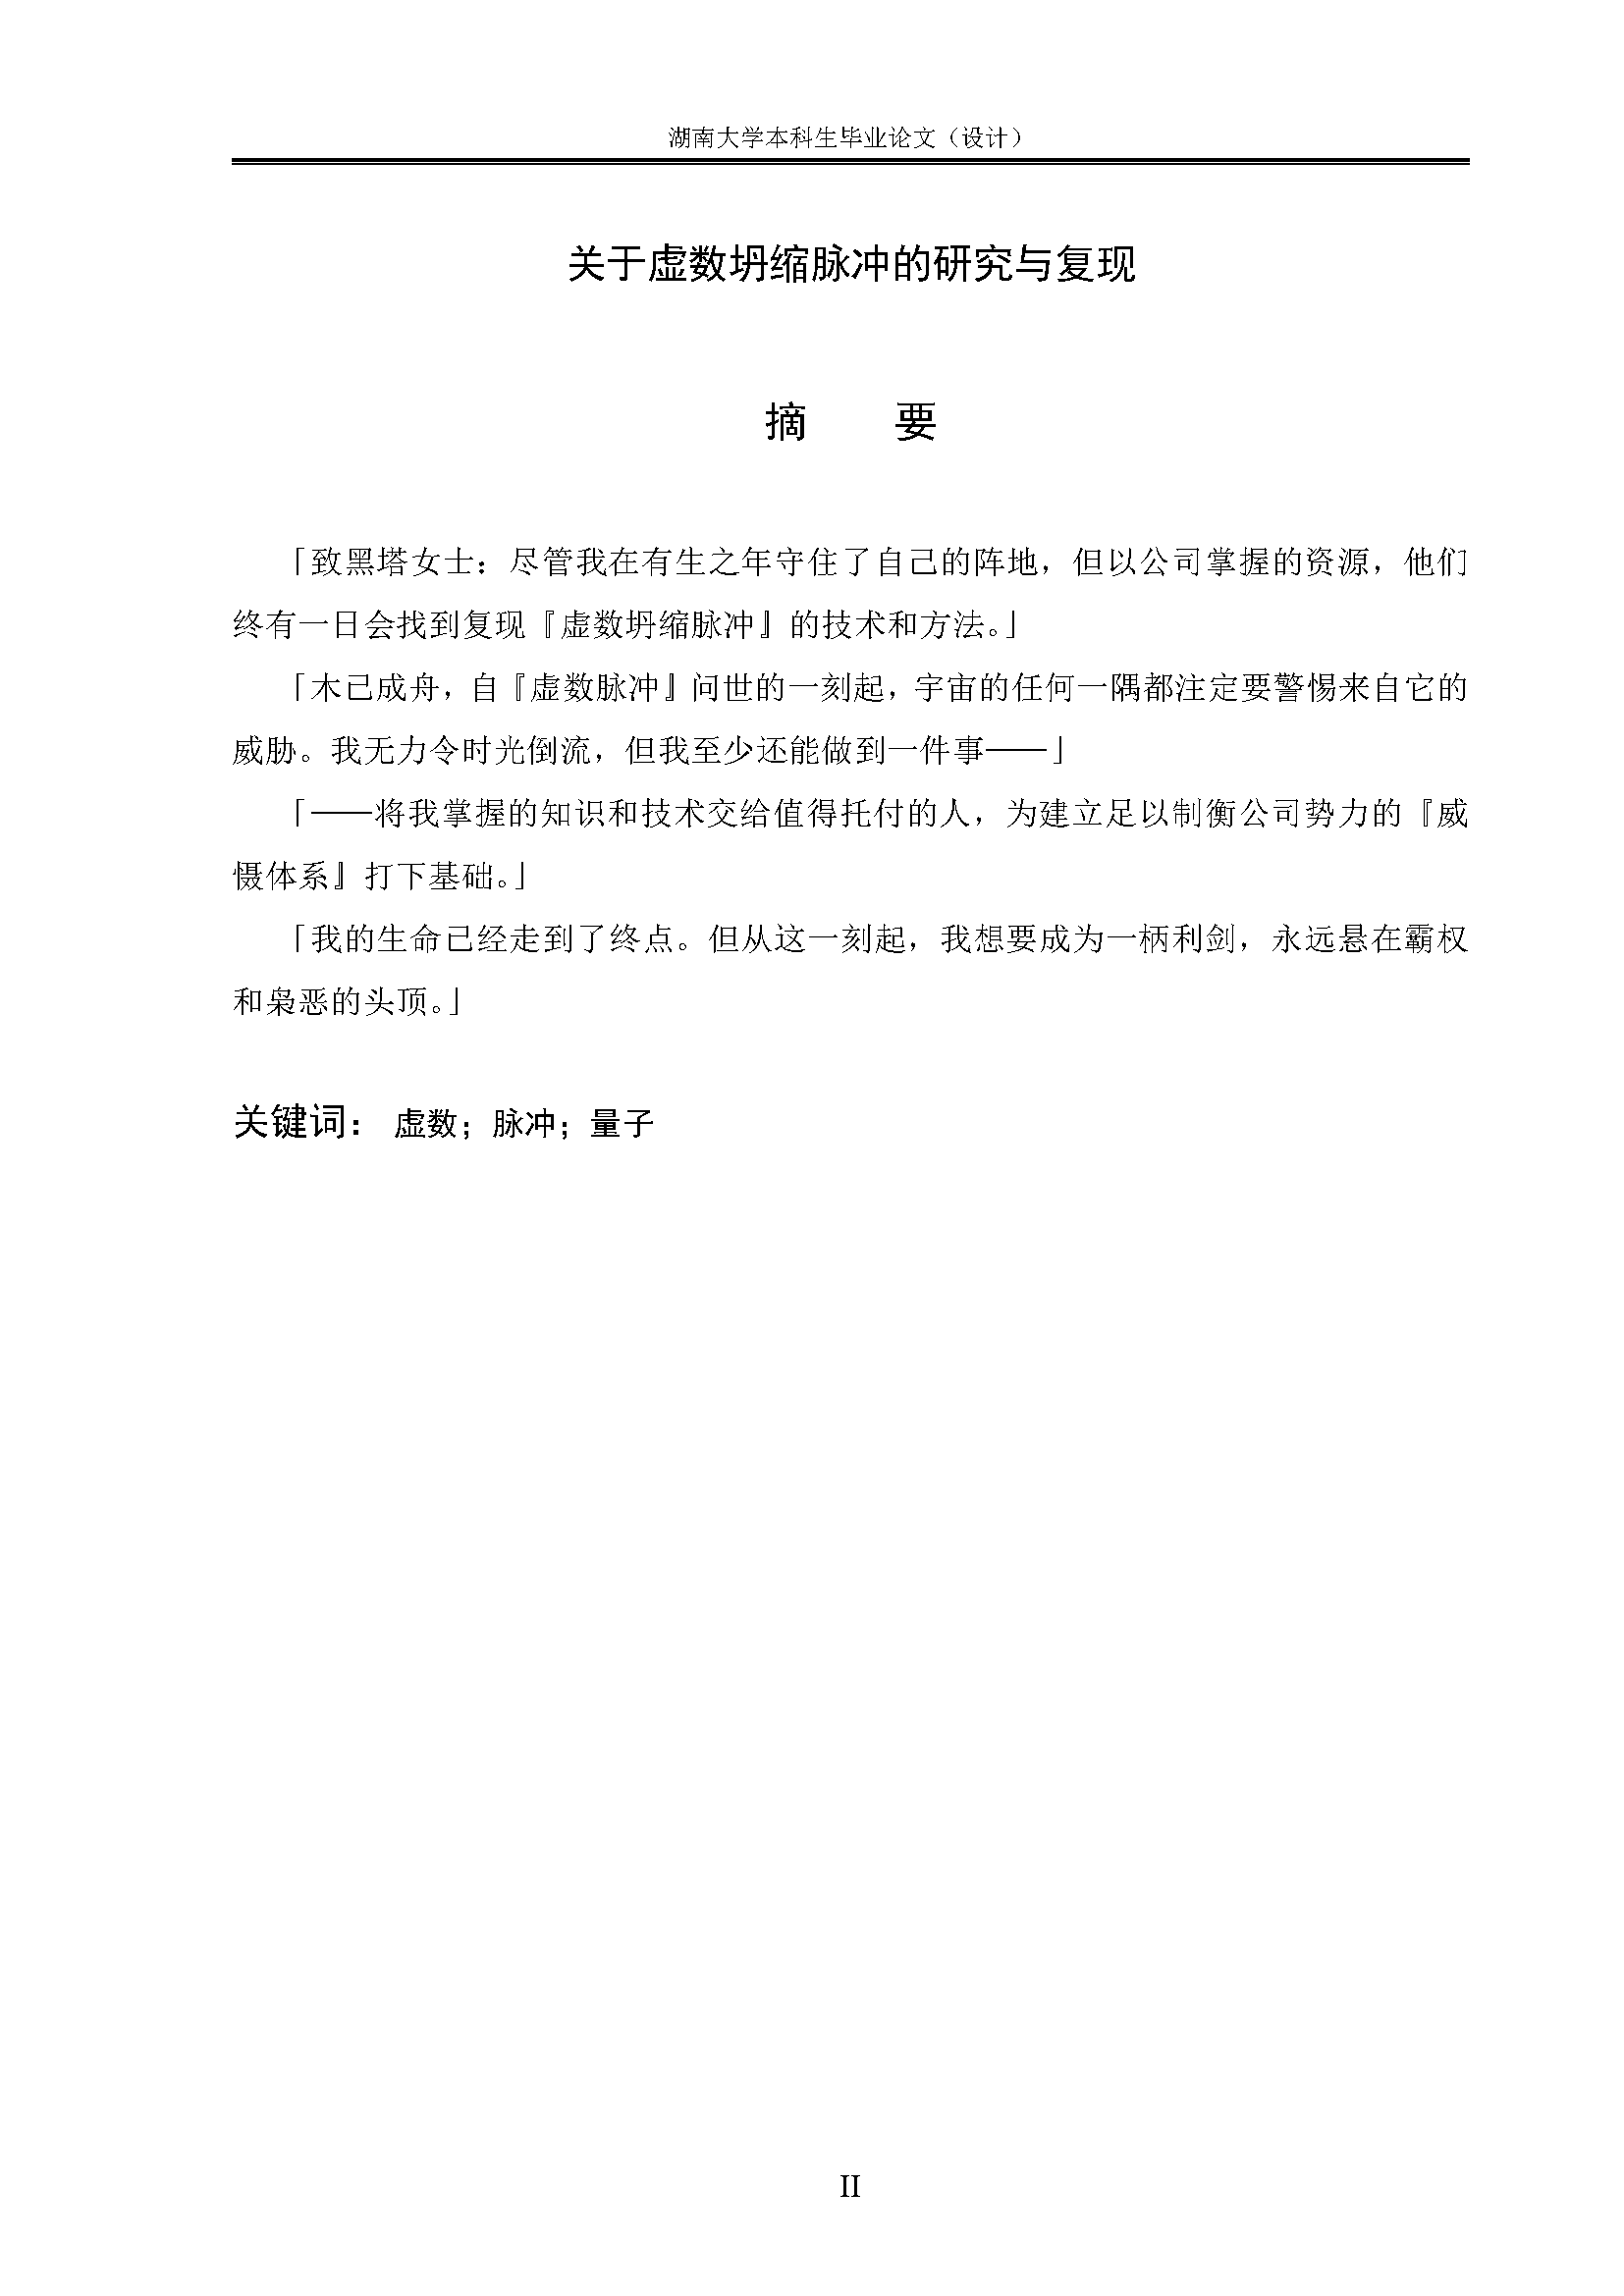 湖南大学本科生毕业论文（设计）
关于虚数坍缩脉冲的研究与复现
摘 要
「致黑塔女士：尽管我在有生之年守住了自己的阵地，但以公司掌握的资源，他们
终有一日会找到复现『虚数坍缩脉冲』的技术和方法。」
「木已成舟，自『虚数脉冲』问世的一刻起，宇宙的任何一隅都注定要警惕来自它的
威胁。我无力令时光倒流，但我至少还能做到一件事——」
「——将我掌握的知识和技术交给值得托付的人，为建立足以制衡公司势力的『威
慑体系』打下基础。」
「我的生命已经走到了终点。但从这一刻起，我想要成为一柄利剑，永远悬在霸权
和枭恶的头顶。」
关键词： 虚数；脉冲；量子
II